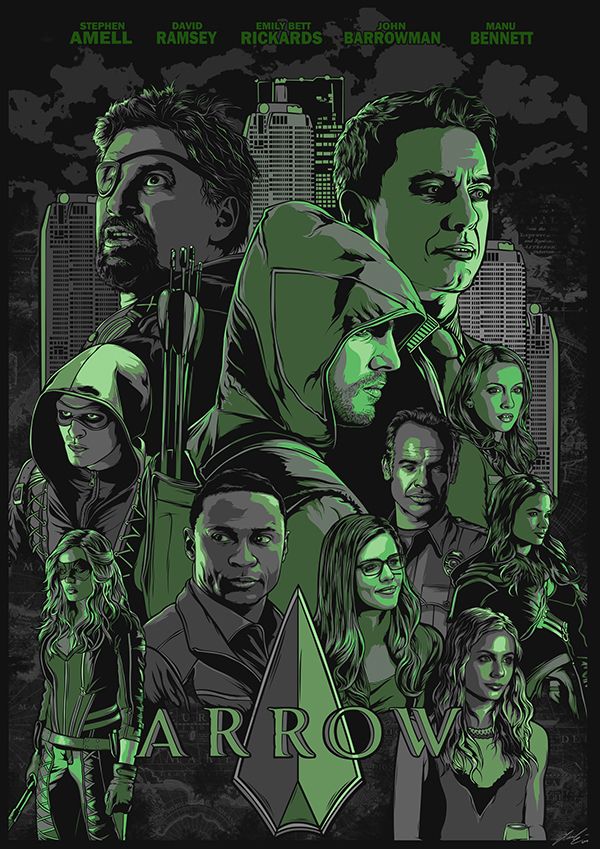 STEPHEN AMELL
DAVID RAMSEY
EMILY BETT RICKARDS
JOHN BARROWMAN
MANU BENNETT
ARROW